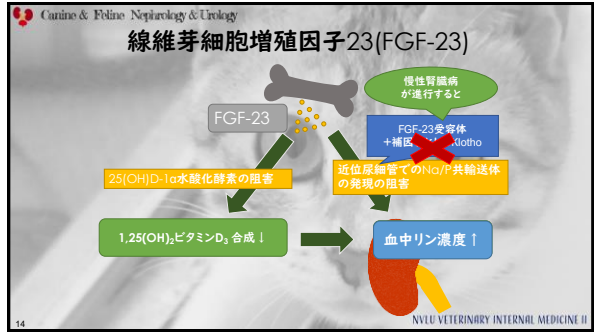 Canine & Feline Nephrology & Urology
線維芽細胞増殖因子23(FGF-23)
慢性腎臓病
が進行すると
FGF-23
FGF-23受容体
+補因 Klotho
25(OH)D-1α水酸化酵素の阻害
近位尿細管でのNa/P共輸送体
の発現の阻害
1,25(OH)₂ビタミンD₃ 合成↓
血中リン濃度↑
14
NVLU VETERINARY INTERNAL MEDICINE II